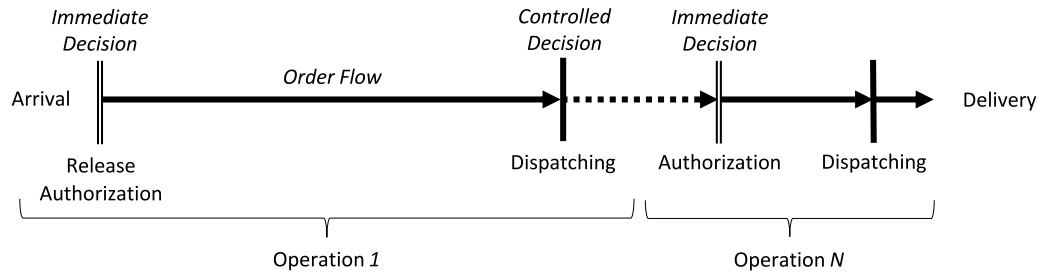 Immediate
Decision
Controlled
Decision
Immediate
Decision
Order Flow
Arrival
Delivery
Release
Authorization
Dispatching
Authorization
Dispatching
Operation 1
Operation N